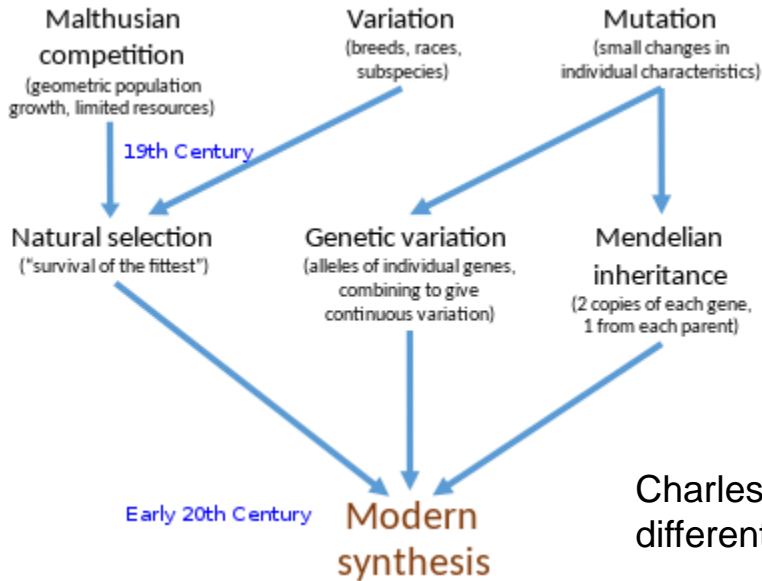 Malthusian
competition
(geometric population
growth, limited resources)
Variation
(breeds, races,
subspecies)
Mutation
(small changes in
individual characteristics)
19th Century
Natural selection
("survival of the fittest")
Genetic variation
(alleles of individual genes,
combining to give
continuous variation)
Mendelian
inheritance
(2 copies of each gene,
1 from each parent)
Early 20th Century
Modern
synthesis
Charles
different